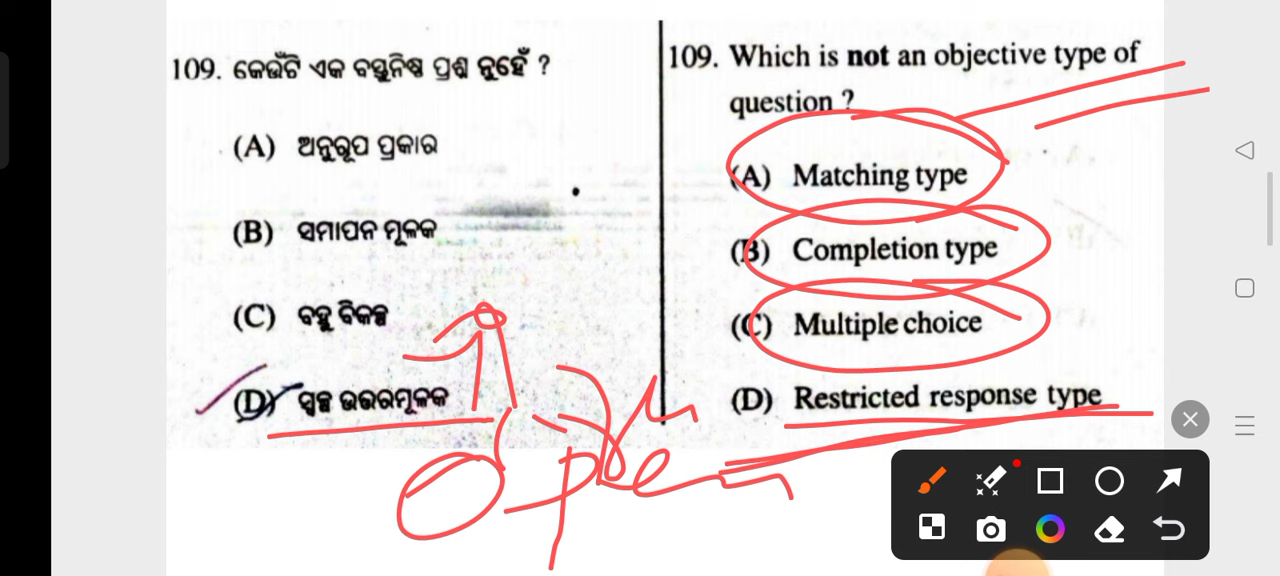 109. କେଉଁଟି ଏକ ବସ୍ତୁନିଷ୍ଠ ପ୍ରଶ୍ନ ନୁହେଁ ?
(A) ଅନୁରୂପ ପ୍ରକାର
(B) ସମାପନ ମୂଳକ
(C) ବହୁ ବିକଳ୍ପ
(D) ସ୍ୱଳ୍ପ ଉତ୍ତରମୂଳକ
109. Which is not an objective type of
question ?
(A) Matching type
(B) Completion type
(C) Multiple choice
(D) Restricted response type